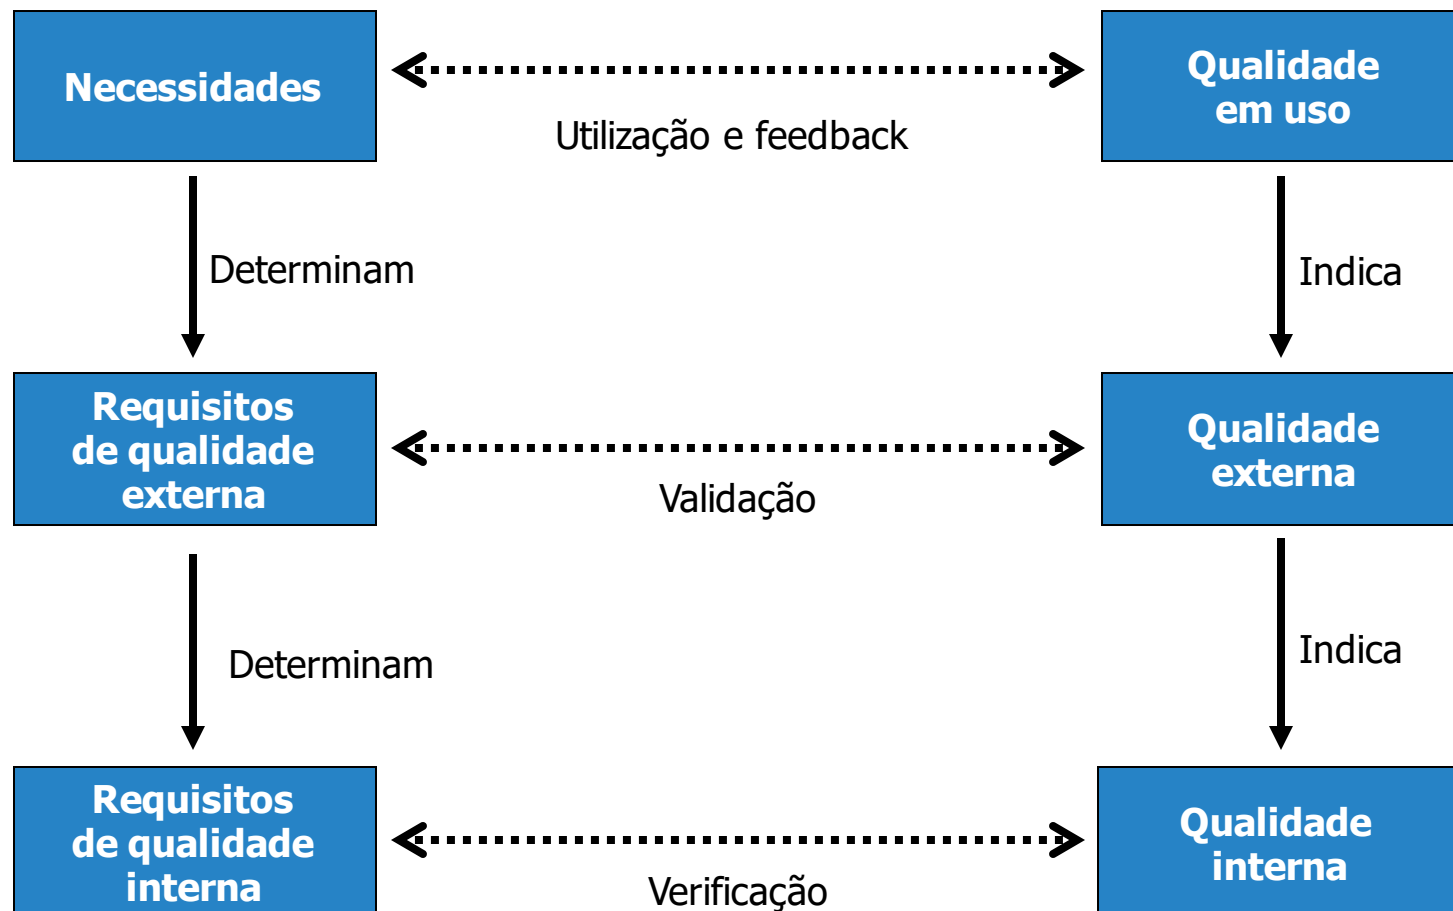 Necessidades
Utilização e feedback
Qualidade
em uso
Determinam
Indica
Requisitos
de qualidade
externa
Validação
Qualidade
externa
Determinam
Indica
Requisitos
de qualidade
interna
Verificação
Qualidade
interna